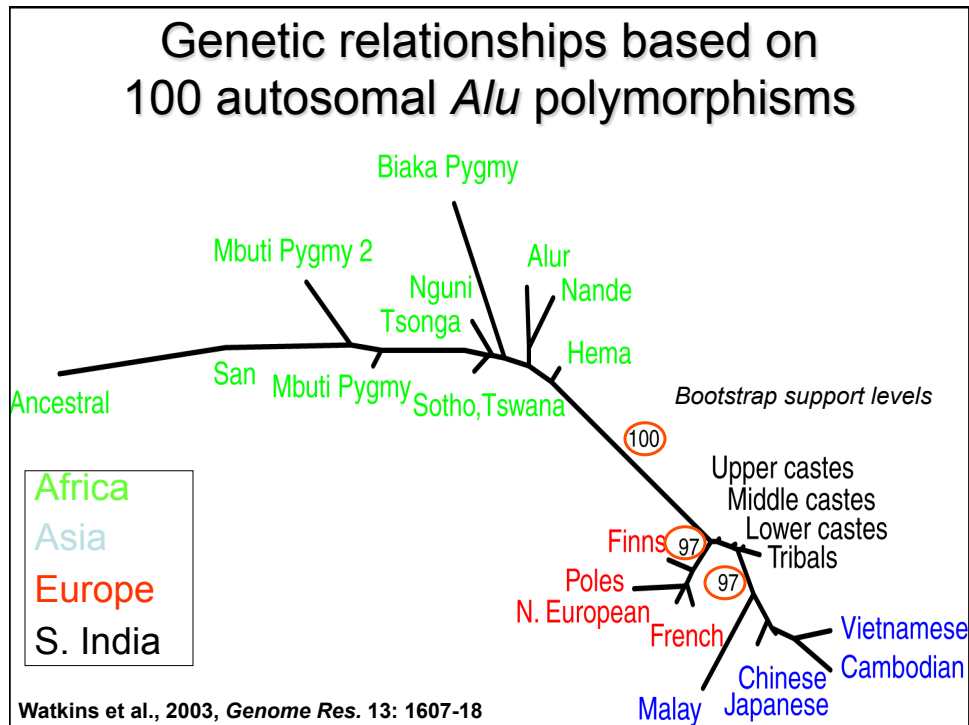 Genetic relationships based on
100 autosomal Alu polymorphisms
Biaka Pygmy
Mbuti Pygmy 2
Alur
Nguni
Nande
Tsonga
Hema
San
Mbuti Pygmy
Sotho,Tswana
Ancestral
Bootstrap support levels
100
Upper castes
Middle castes
Lower castes
Tribals
Finns
97
97
Poles
N. European
French
Vietnamese
Cambodian
Chinese
Japanese
Malay
Africa
Asia
Europe
S. India
Watkins et al., 2003, Genome Res. 13: 1607-18